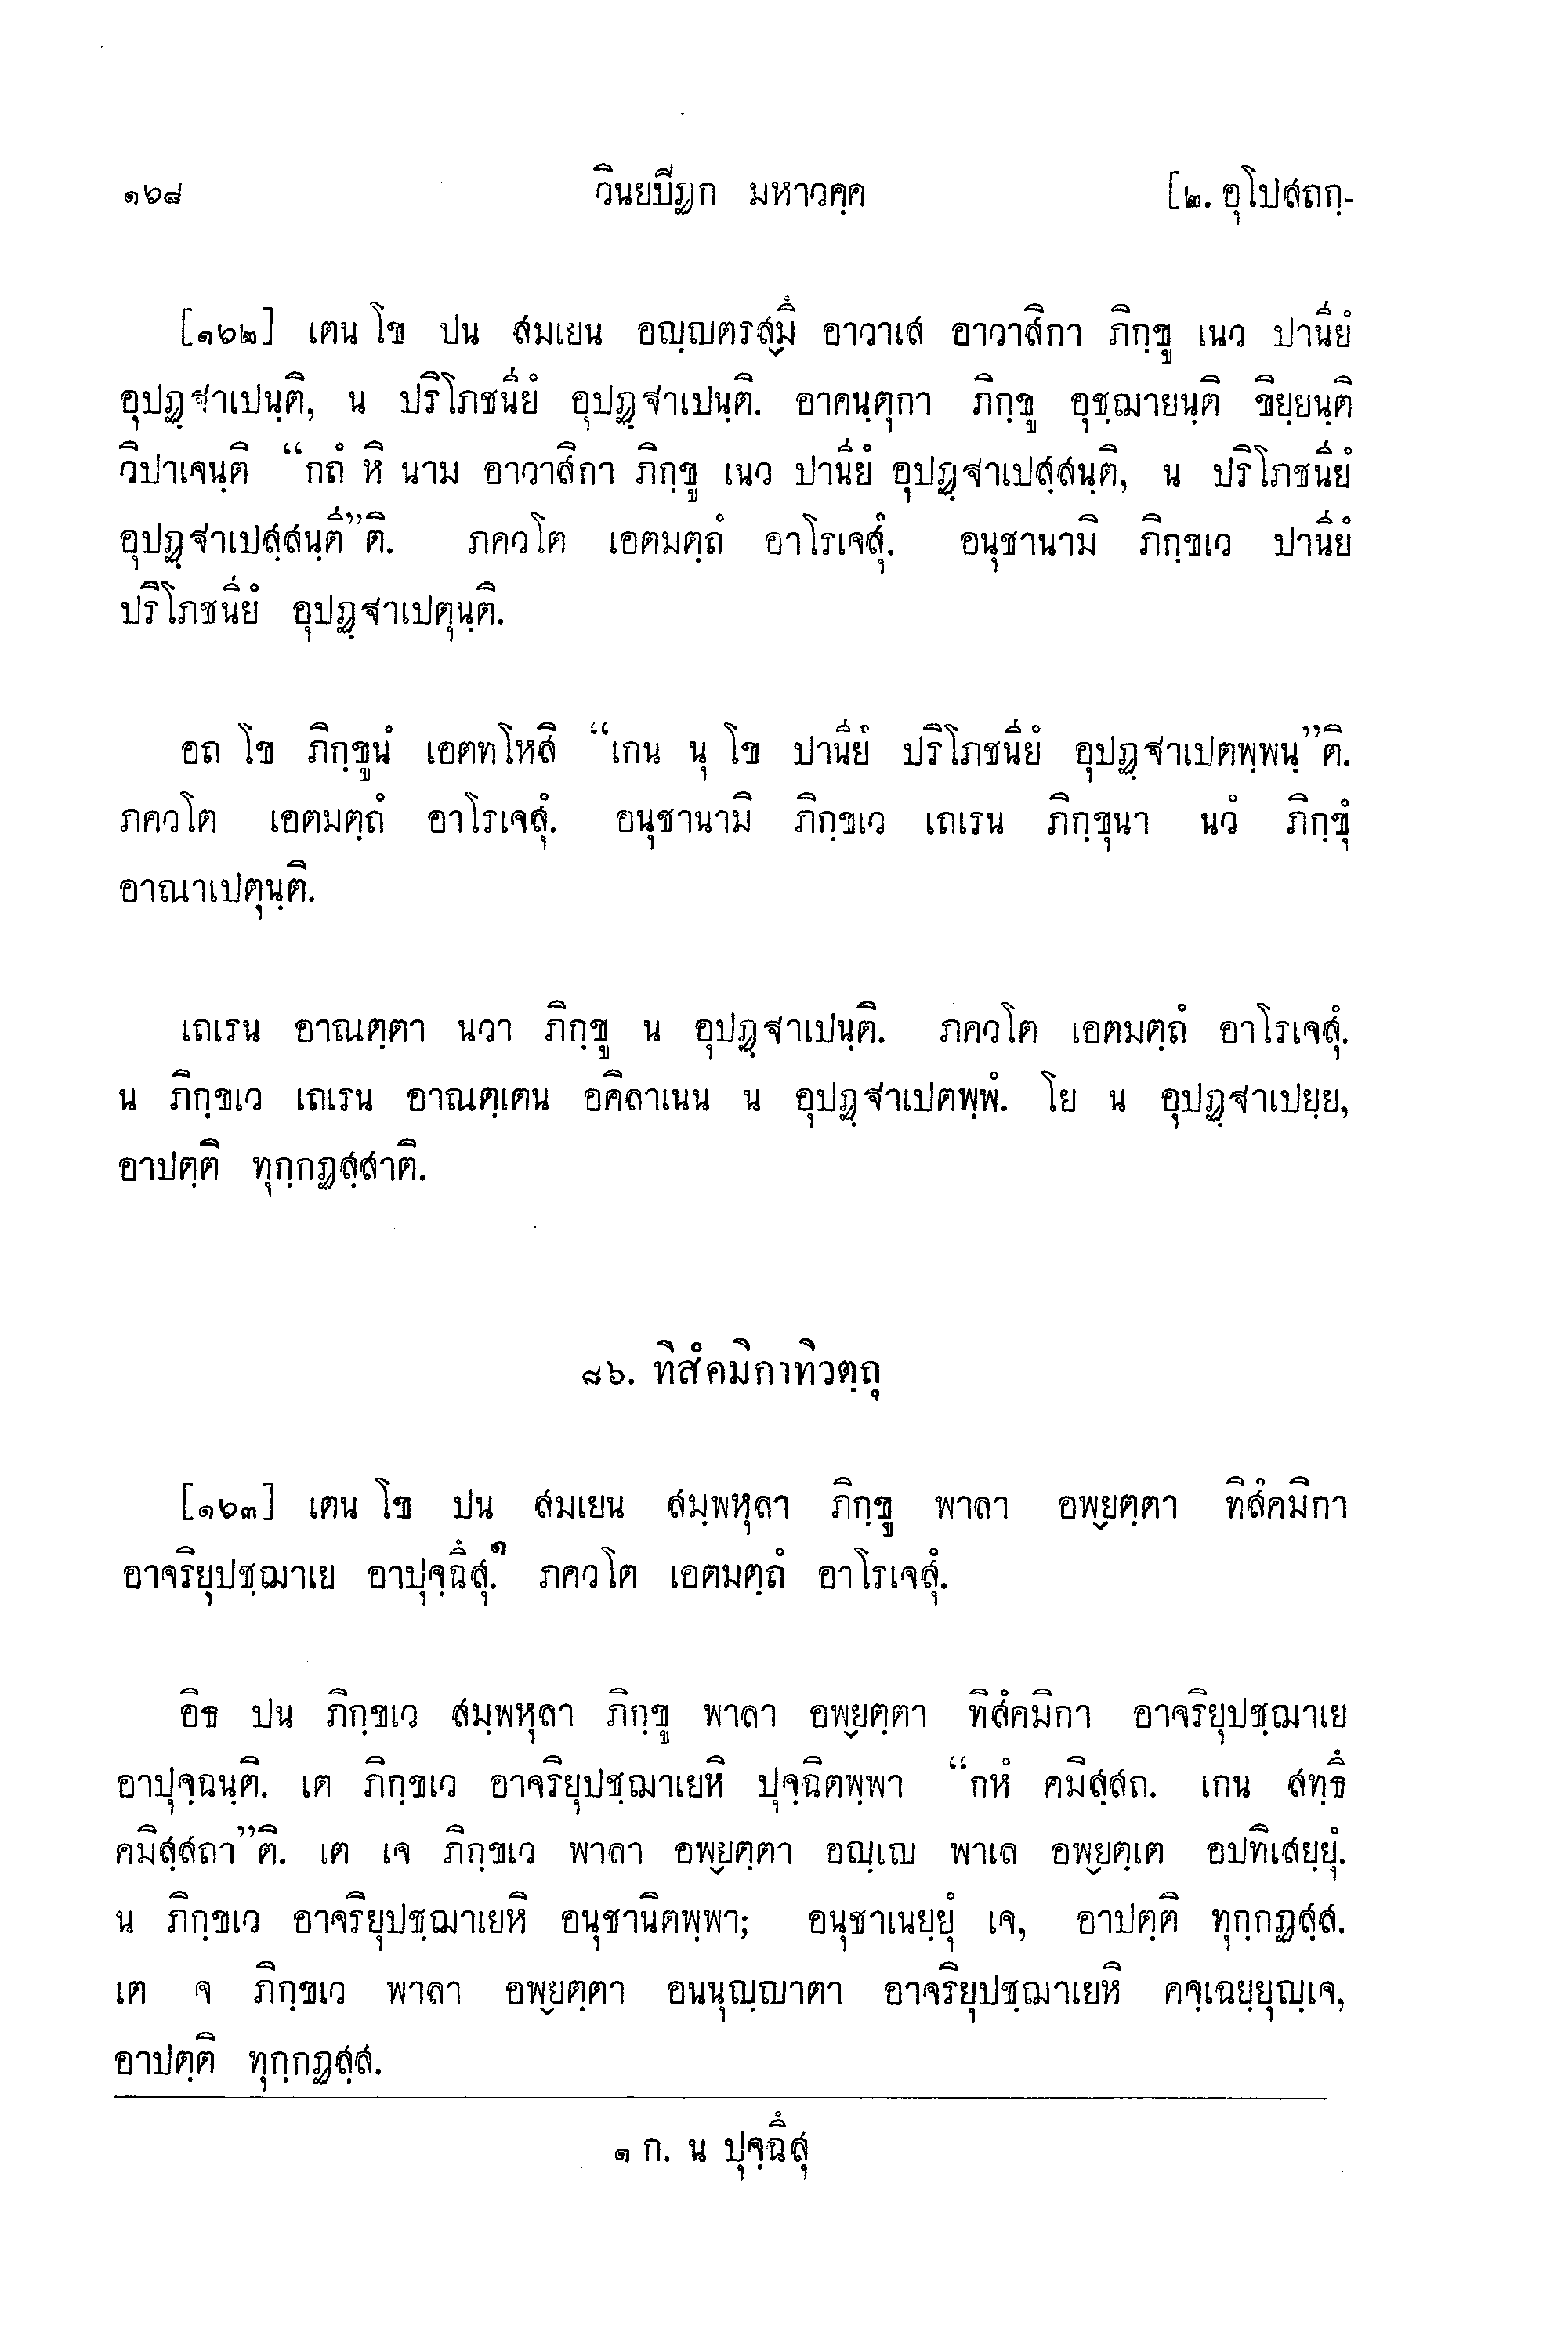 ๑๖๘ วินยปิฏก มหาวคฺค [๒. อุโปสถกฺ-
[๑๖๒] เตน โข ปน สมเยน อญฺญตรสฺมึ อาวาเส อาวาสิกา ภิกฺขู เนว ปานียํ
อุปฏฺฐาเปนฺติ, น ปริโภชนียํ อุปฏฺฐาเปนฺติ. อาคนฺตุกา ภิกฺขู อุชฺฌายนฺติ ขิยฺยนฺติ
วิปาเจนฺติ “กถํ หิ นาม อาวาสิกา ภิกฺขู เนว ปานียํ อุปฏฺฐาเปสฺสนฺติ, น ปริโภชนียํ
อุปฏฺฐาเปสฺสนฺตี”ติ. ภควโต เอตมตฺถํ อาโรเจสุํ. อนุชานามิ ภิกฺขเว ปานียํ
ปริโภชนียํ อุปฏฺฐาเปตุนฺติ.
อถ โข ภิกฺขูนํ เอตทโหสิ “เกน นุ โข ปานียํ ปริโภชนียํ อุปฏฺฐาเปตพฺพนฺ”ติ.
ภควโต เอตมตฺถํ อาโรเจสุํ. อนุชานามิ ภิกฺขเว เถเรน ภิกฺขุนา นวํ ภิกฺขุํ
อาณาเปตุนฺติ.
เถเรน อาณตฺตา นวา ภิกฺขู น อุปฏฺฐาเปนฺติ. ภควโต เอตมตฺถํ อาโรเจสุํ.
น ภิกฺขเว เถเรน อาณตฺเตน อคิลาเนน น อุปฏฺฐาเปตพฺพํ. โย น อุปฏฺฐาเปยฺย,
อาปตฺติ ทุกฺกฏสฺสาติ.
๘๖. ทิสํคมิกาทิวตฺถุ
[๑๖๓] เตน โข ปน สมเยน สมฺพหุลา ภิกฺขู พาลา อพฺยตฺตา ทิสํคมิกา
อาจริยุปชฺฌาเย อาปุจฺฉึสุ.๑ ภควโต เอตมตฺถํ อาโรเจสุํ.
อิธ ปน ภิกฺขเว สมฺพหุลา ภิกฺขู พาลา อพฺยตฺตา ทิสํคมิกา อาจริยุปชฺฌาเย
อาปุจฺฉนฺติ. เต ภิกฺขเว อาจริยุปชฺฌาเยหิ ปุจฺฉิตพฺพา “กหํ คมิสฺสถ. เกน สทฺธึ
คมิสฺสถา”ติ. เต เจ ภิกฺขเว พาลา อพฺยตฺตา อญฺเญ พาเล อพฺยตฺเต อปทิเสยฺยุํ.
น ภิกฺขเว อาจริยุปชฺฌาเยหิ อนุชานิตพฺพา; อนุชาเนยฺยุํ เจ, อาปตฺติ ทุกฺกฏสฺส.
เต จ ภิกฺขเว พาลา อพฺยตฺตา อนนุญฺญาตา อาจริยุปชฺฌาเยหิ คจฺเฉยฺยุญฺเจ,
อาปตฺติ ทุกฺกฏสฺส.
๑ ก. น ปุจฺฉึสุ